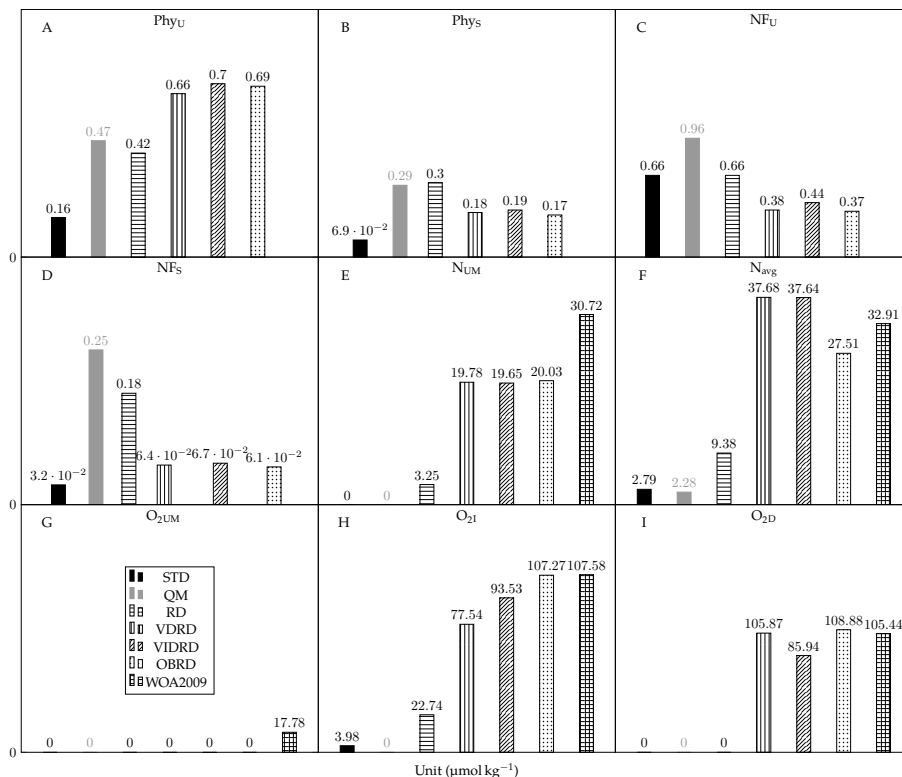 A Phy_U
0.16 0.47 0.42 0.66 0.7 0.69
0
B Phy_S
6.9 · 10⁻² 0.29 0.3 0.18 0.19 0.17
C NF_U
0.66 0.96 0.66 0.38 0.44 0.37
D NF_S
3.2 · 10⁻² 0.25 0.18 6.4 · 10⁻² 6.7 · 10⁻² 6.1 · 10⁻²
0
E N_UM
0 0 3.25 19.78 19.65 20.03 30.72
F N_avg
2.79 2.28 9.38 37.68 37.64 27.51 32.91
G O_2UM
STD
QM
RD
VDRD
VIDRD
OBRD
WOA2009
0 0 0 0 0 0 17.78
0
H O_2I
3.98 0 22.74 77.54 93.53 107.27 107.58
I O_2D
0 0 0 105.87 85.94 108.88 105.44
Unit (μmol kg⁻¹)